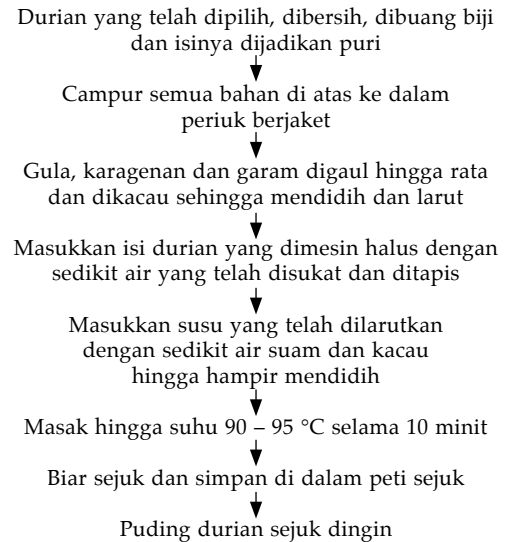 Durian yang telah dipilih, dibersih, dibuang biji
dan isinya dijadikan puri
Campur semua bahan di atas ke dalam
periuk berjaket
Gula, karagenan dan garam digaul hingga rata
dan dikacau sehingga mendidih dan larut
Masukkan isi durian yang dimesin halus dengan
sedikit air yang telah disukat dan ditapis
Masukkan susu yang telah dilarutkan
dengan sedikit air suam dan kacau
hingga hampir mendidih
Masak hingga suhu 90 – 95 °C selama 10 minit
Biar sejuk dan simpan di dalam peti sejuk
Puding durian sejuk dingin